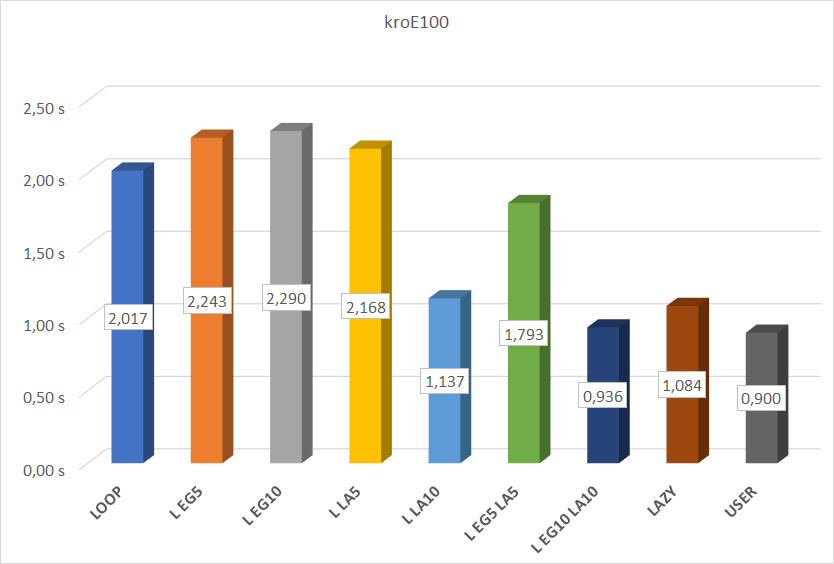 kroE100
2,50 s
2,00 s
1,50 s
1,00 s
0,50 s
0,00 s
2,017
2,243
2,290
2,168
1,137
1,793
0,936
1,084
0,900
LOOP
L EG5
L EG10
L LA5
L LA10
L EG5 LA5
L EG10 LA10
LAZY
USER